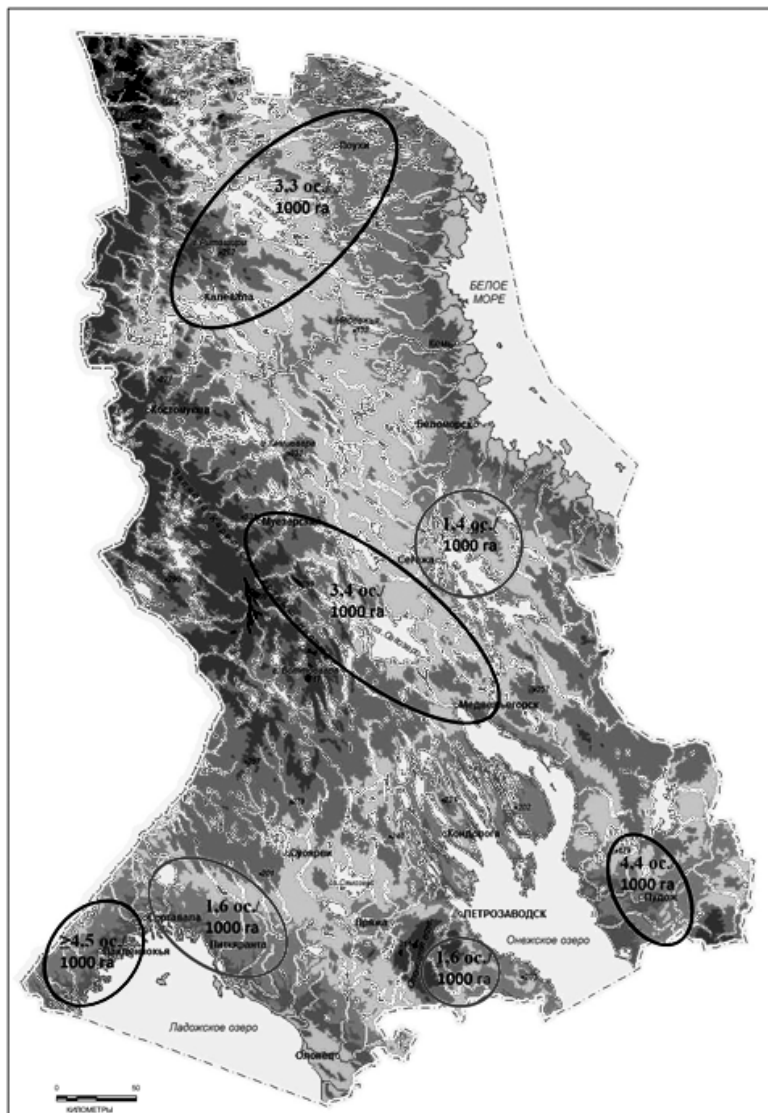 Лоухи
3,3 ос./
1000 га
Калевала
БЕЛОЕ
МОРЕ
Кемь
Костомукша
Беломорск
Муезерский
1,4 ос./
1000 га
Сегежа
3,4 ос./
1000 га
Медвежьегорск
Кондопога
Суоярви
4,4 ос./
1000 га
Пудож
Сортавала
1,6 ос./
1000 га
Питкяранта
Пряжа
ПЕТРОЗАВОДСК
Онежское озеро
≥4,5 ос./
1000 га
Лахденпохья
1,6 ос./
1000 га
Ладожское озеро
Олонец
0 50
КИЛОМЕТРЫ